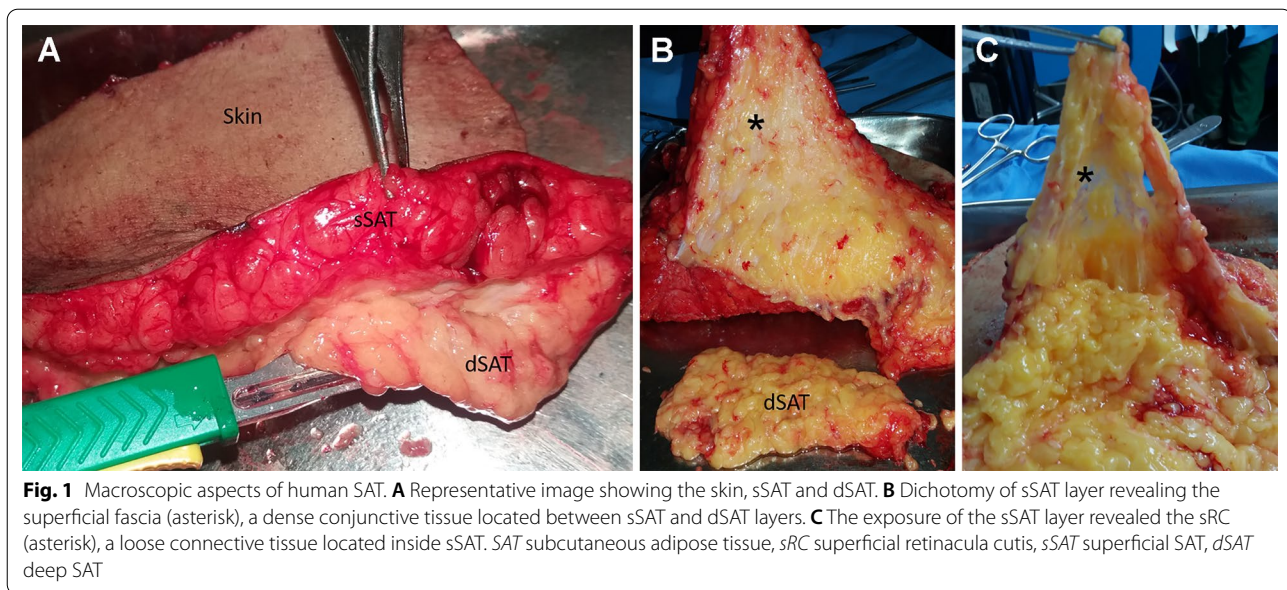 A
Skin
sSAT
dSAT
B
*
dSAT
C
*
Fig. 1 Macroscopic aspects of human SAT. A Representative image showing the skin, sSAT and dSAT. B Dichotomy of sSAT layer revealing the
superficial fascia (asterisk), a dense conjunctive tissue located between sSAT and dSAT layers. C The exposure of the sSAT layer revealed the sRC
(asterisk), a loose connective tissue located inside sSAT. SAT subcutaneous adipose tissue, sRC superficial retinacula cutis, sSAT superficial SAT, dSAT
deep SAT